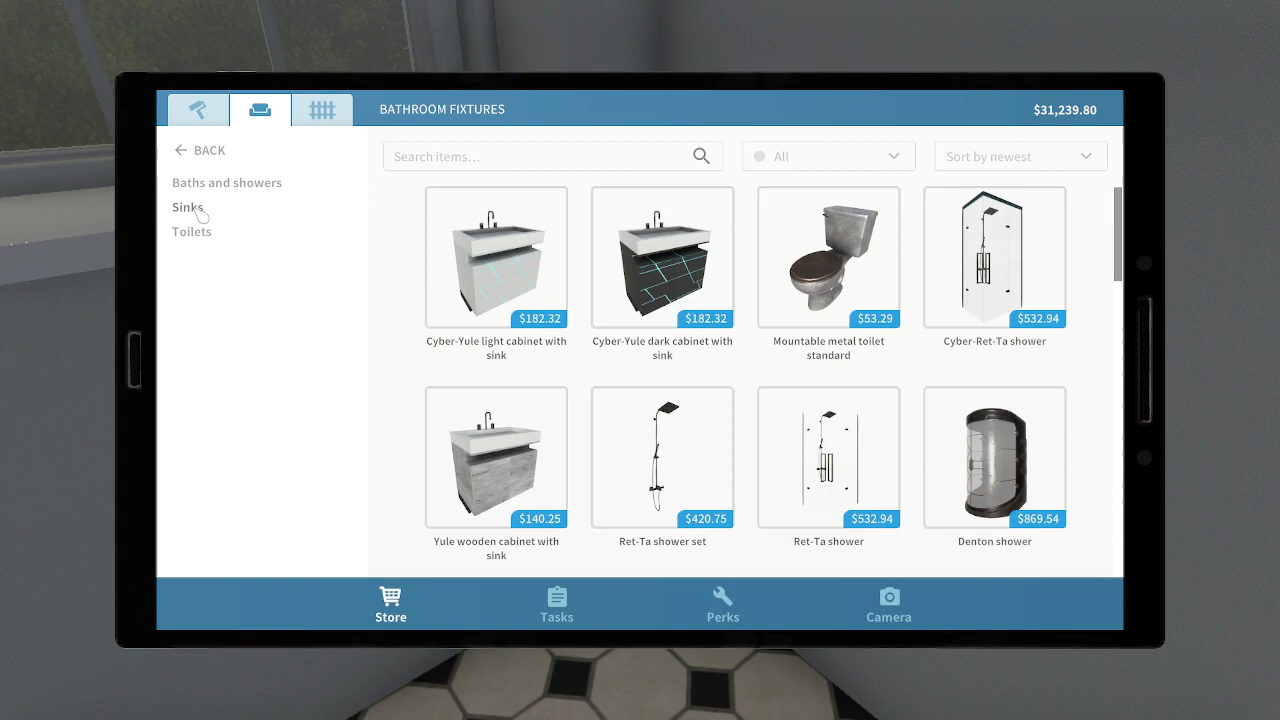 BATHROOM FIXTURES
$31,239.80
BACK
Baths and showers
Sinks
Toilets
Search items...
All
Sort by newest
$182.32
$182.32
$53.29
$532.94
Cyber-Yule light cabinet with
sink
Cyber-Yule dark cabinet with
sink
Mountable metal toilet
standard
Cyber-Ret-Ta shower
$140.25
$420.75
$532.94
$869.54
Yule wooden cabinet with
sink
Ret-Ta shower set
Ret-Ta shower
Denton shower
Store
Tasks
Perks
Camera